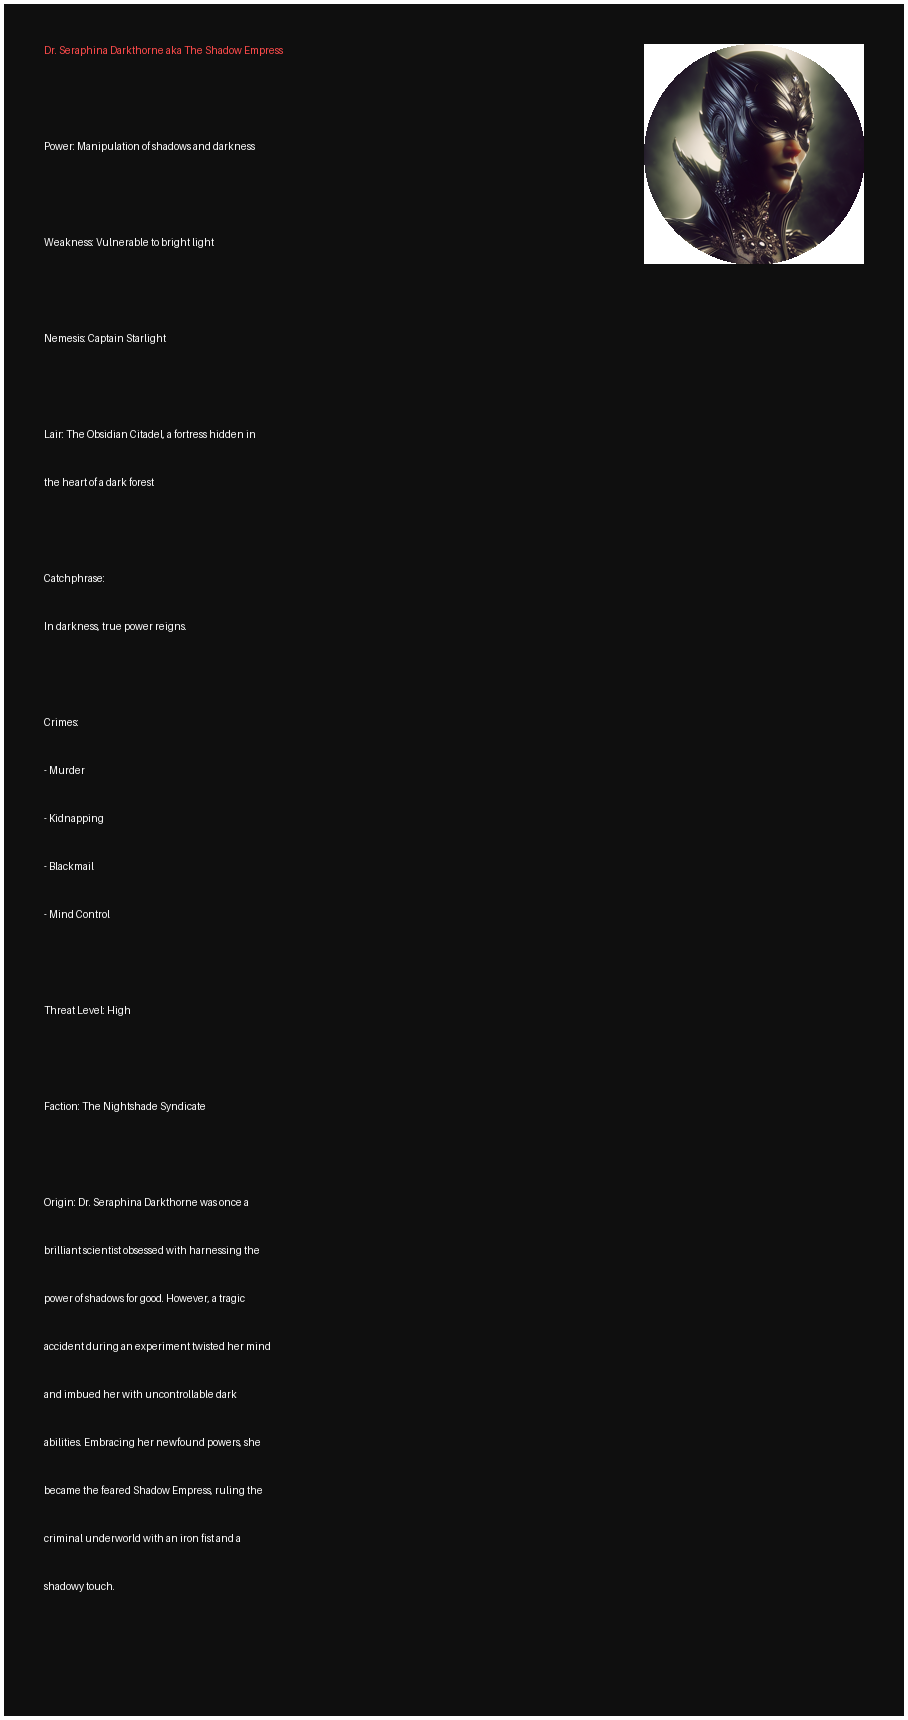 Dr. Seraphina Darkthorne aka The Shadow Empress
Power: Manipulation of shadows and darkness
Weakness: Vulnerable to bright light
Nemesis: Captain Starlight
Lair: The Obsidian Citadel, a fortress hidden in
the heart of a dark forest
Catchphrase:
In darkness, true power reigns.
Crimes:
- Murder
- Kidnapping
- Blackmail
- Mind Control
Threat Level: High
Faction: The Nightshade Syndicate
Origin: Dr. Seraphina Darkthorne was once a
brilliant scientist obsessed with harnessing the
power of shadows for good. However, a tragic
accident during an experiment twisted her mind
and imbued her with uncontrollable dark
abilities. Embracing her newfound powers, she
became the feared Shadow Empress, ruling the
criminal underworld with an iron fist and a
shadowy touch.